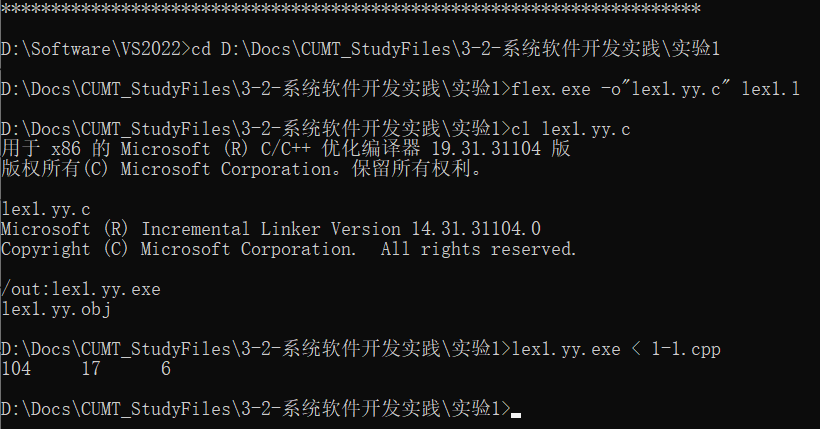 **********************************************************************
D:\Software\VS2022>cd D:\Docs\CUMT_StudyFiles\3-2-系统软件开发实践\实验1
D:\Docs\CUMT_StudyFiles\3-2-系统软件开发实践\实验1>flex.exe -o"lex1.yy.c" lex1.l
D:\Docs\CUMT_StudyFiles\3-2-系统软件开发实践\实验1>cl lex1.yy.c
用于 x86 的 Microsoft (R) C/C++ 优化编译器 19.31.31104 版
版权所有(C) Microsoft Corporation。保留所有权利。
lex1.yy.c
Microsoft (R) Incremental Linker Version 14.31.31104.0
Copyright (C) Microsoft Corporation.  All rights reserved.
/out:lex1.yy.exe
lex1.yy.obj
D:\Docs\CUMT_StudyFiles\3-2-系统软件开发实践\实验1>lex1.yy.exe < 1-1.cpp
104     17      6
D:\Docs\CUMT_StudyFiles\3-2-系统软件开发实践\实验1>